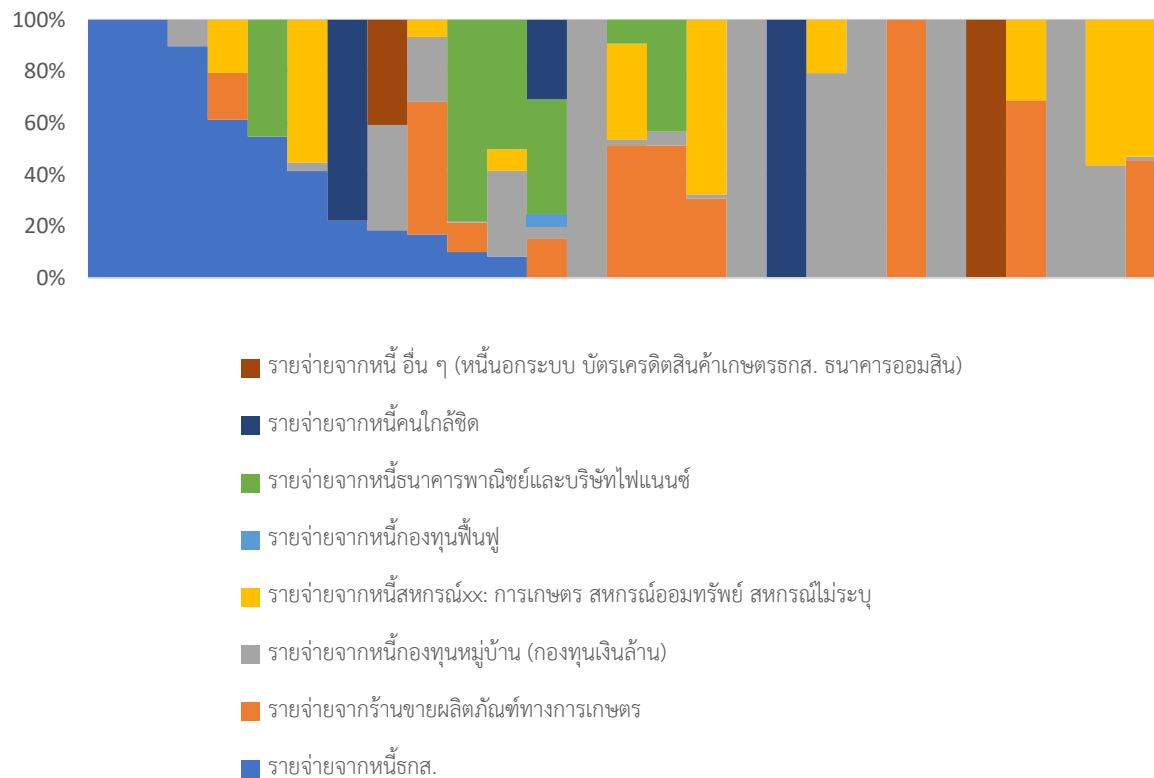 100%
80%
60%
40%
20%
0%
รายจ่ายจากหนี้ อื่น ๆ (หนี้นอกระบบ บัตรเครดิตสินค้าเกษตรธกส. ธนาคารออมสิน)
รายจ่ายจากหนี้คนใกล้ชิด
รายจ่ายจากหนี้ธนาคารพาณิชย์และบริษัทไฟแนนซ์
รายจ่ายจากหนี้กองทุนฟื้นฟู
รายจ่ายจากหนี้สหกรณ์xx: การเกษตร สหกรณ์ออมทรัพย์ สหกรณ์ไม่ระบุ
รายจ่ายจากหนี้กองทุนหมู่บ้าน (กองทุนเงินล้าน)
รายจ่ายจากร้านขายผลิตภัณฑ์ทางการเกษตร
รายจ่ายจากหนี้ธกส.